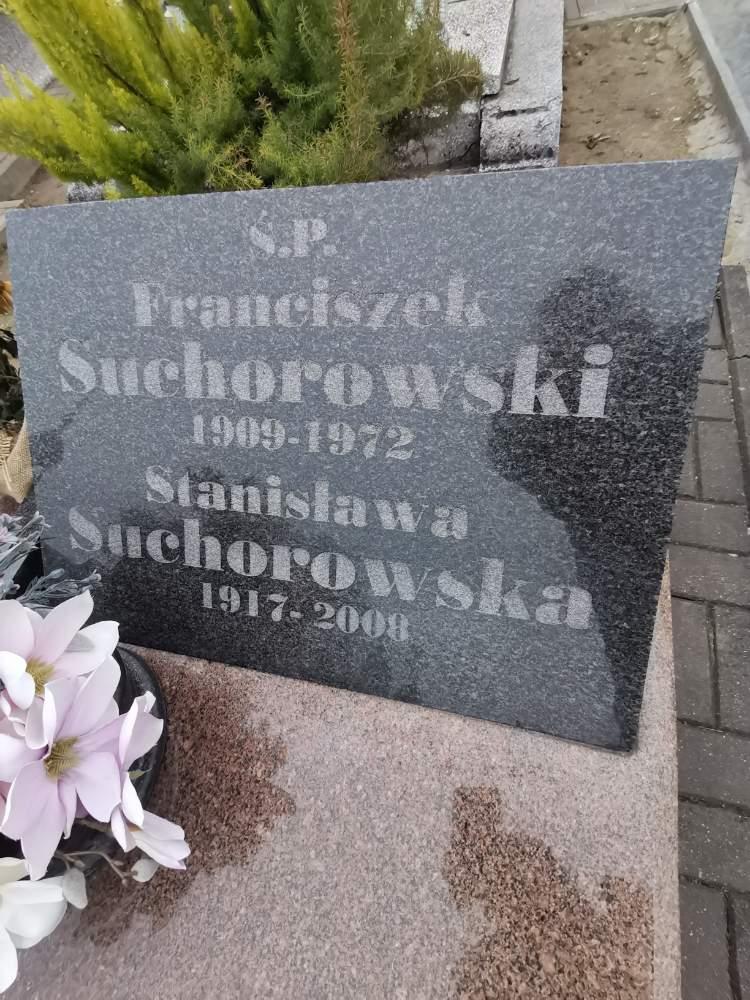 Ś.P.
Franciszek
Suchorowski
1909-1972
Stanisława
Suchorowska
1917-2008